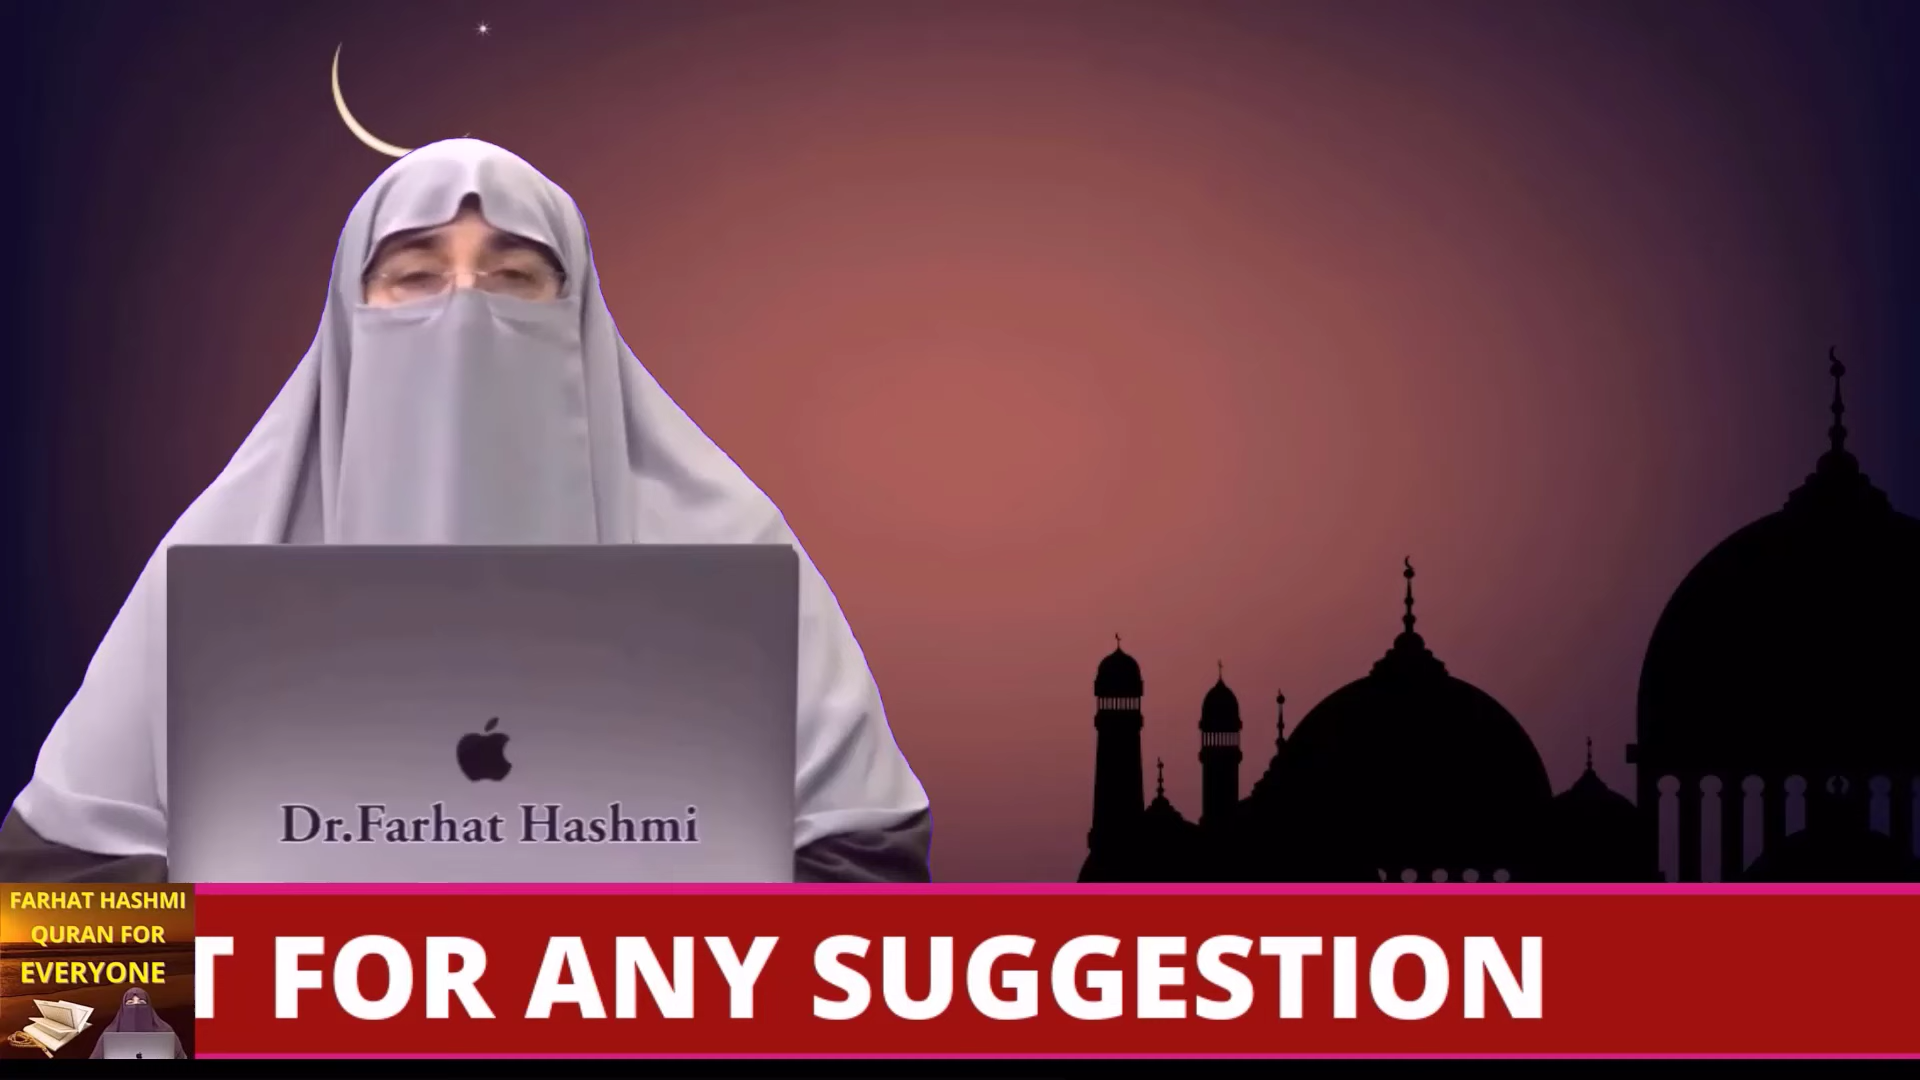 Dr.Farhat Hashmi
FARHAT HASHMI
QURAN FOR
EVERYONE
T FOR ANY SUGGESTION